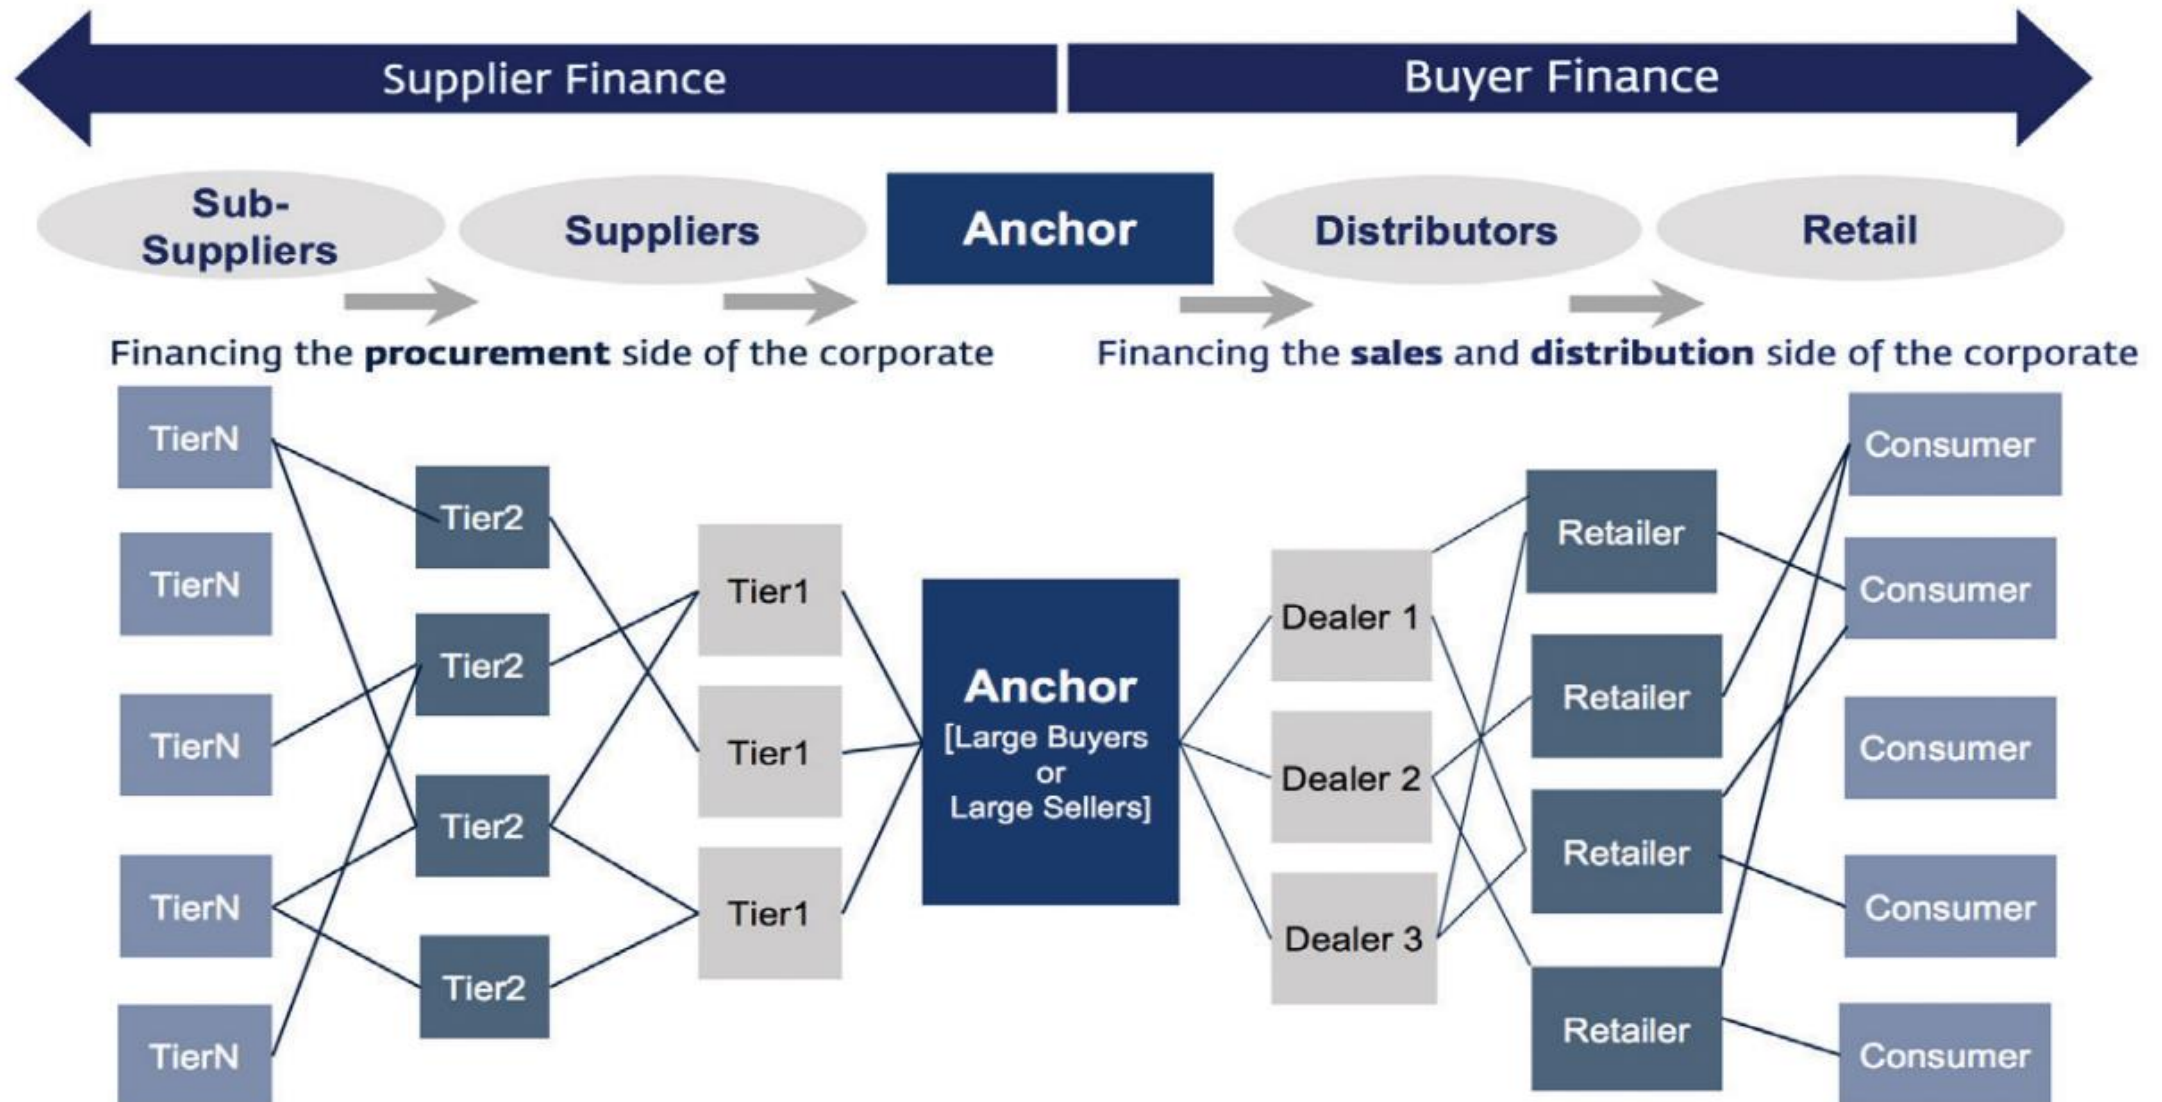 Supplier Finance
Buyer Finance
Sub-
Suppliers
Suppliers
Anchor
Distributors
Retail
Financing the procurement side of the corporate
Financing the sales and distribution side of the corporate
TierN
TierN
TierN
TierN
TierN
Tier2
Tier2
Tier2
Tier2
Tier1
Tier1
Tier1
Anchor
[Large Buyers
or
Large Sellers]
Dealer 1
Dealer 2
Dealer 3
Retailer
Retailer
Retailer
Retailer
Consumer
Consumer
Consumer
Consumer
Consumer